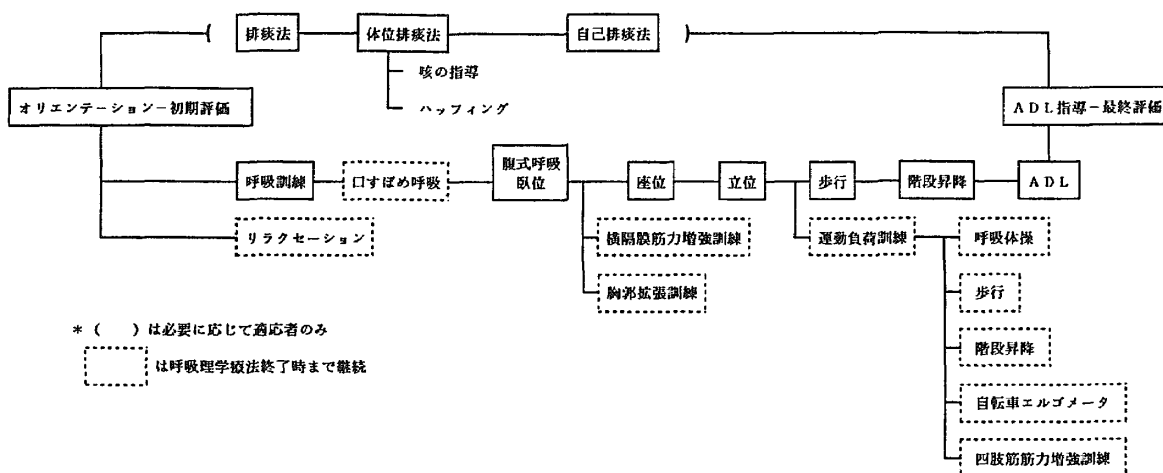 ( 排痰法 体位排痰法 自己排痰法 )
咳の指導
ハッフィング
オリエンテーション－初期評価
ADL指導－最終評価
腹式呼吸
臥位
呼吸訓練 口すぼめ呼吸 座位 立位 歩行 階段昇降 ADL
リラクセーション 横隔膜筋力増強訓練 運動負荷訓練 呼吸体操
胸郭拡張訓練 歩行
＊（　　）は必要に応じて適応者のみ
階段昇降
は呼吸理学療法終了時まで継続
自転車エルゴメータ
四肢筋筋力増強訓練